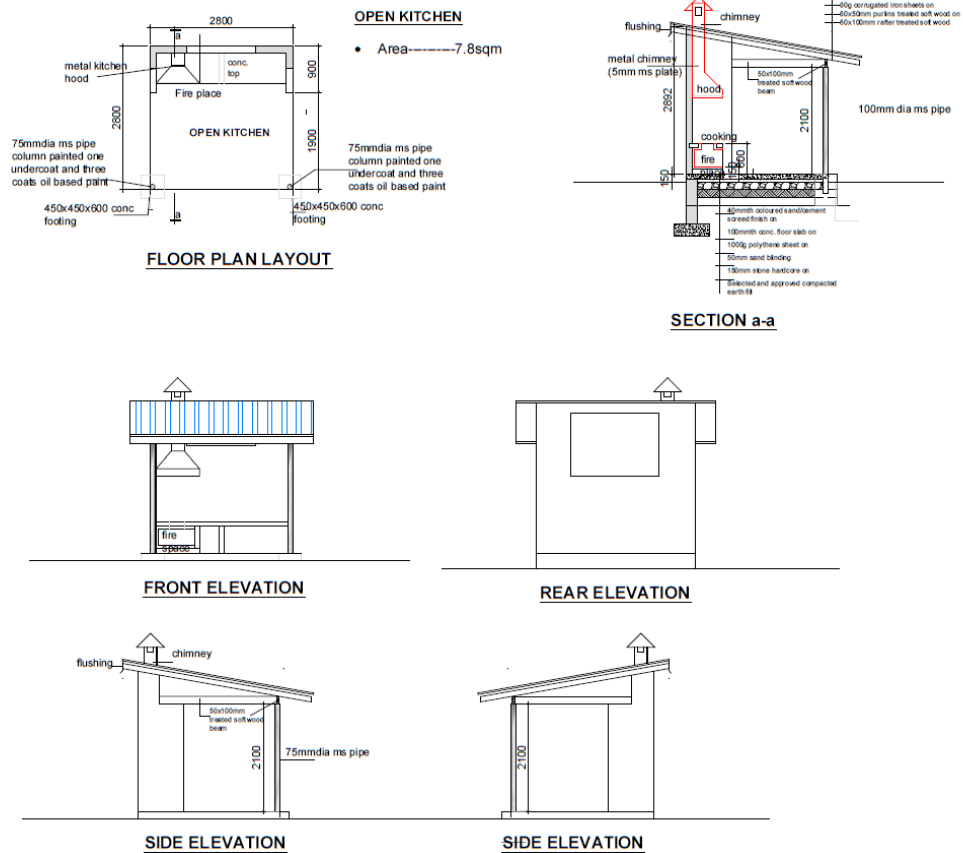 2800
a
metal kitchen
hood
conc.
top
900
Fire place
2800
OPEN KITCHEN
1900
75mmdia ms pipe
column painted one
undercoat and three
coats oil based paint
75mmdia ms pipe
column painted one
undercoat and three
coats oil based paint
450x450x600 conc
footing
a
450x450x600 conc
footing
FLOOR PLAN LAYOUT
OPEN KITCHEN
• Area----------7.8sqm
30g corrugated iron sheets on
50x50mm purlins treated soft wood on
50x100mm rafter treated soft wood
chimney
flushing
metal chimney
(5mm ms plate)
50x100mm
treated soft wood
beam
hood
2892
2100
100mm dia ms pipe
cooking
fire
place
150
150
600
40mmth coloured sand/cement
screed finish on
100mmth conc. floor slab on
1000g polythene sheet on
50mm sand blinding
150mm stone hardcore on
Selected and approved compacted
earth fill
SECTION a-a
fire
space
FRONT ELEVATION
REAR ELEVATION
chimney
flushing
50x100mm
treated soft wood
beam
2100
75mmdia ms pipe
SIDE ELEVATION
2100
SIDE ELEVATION